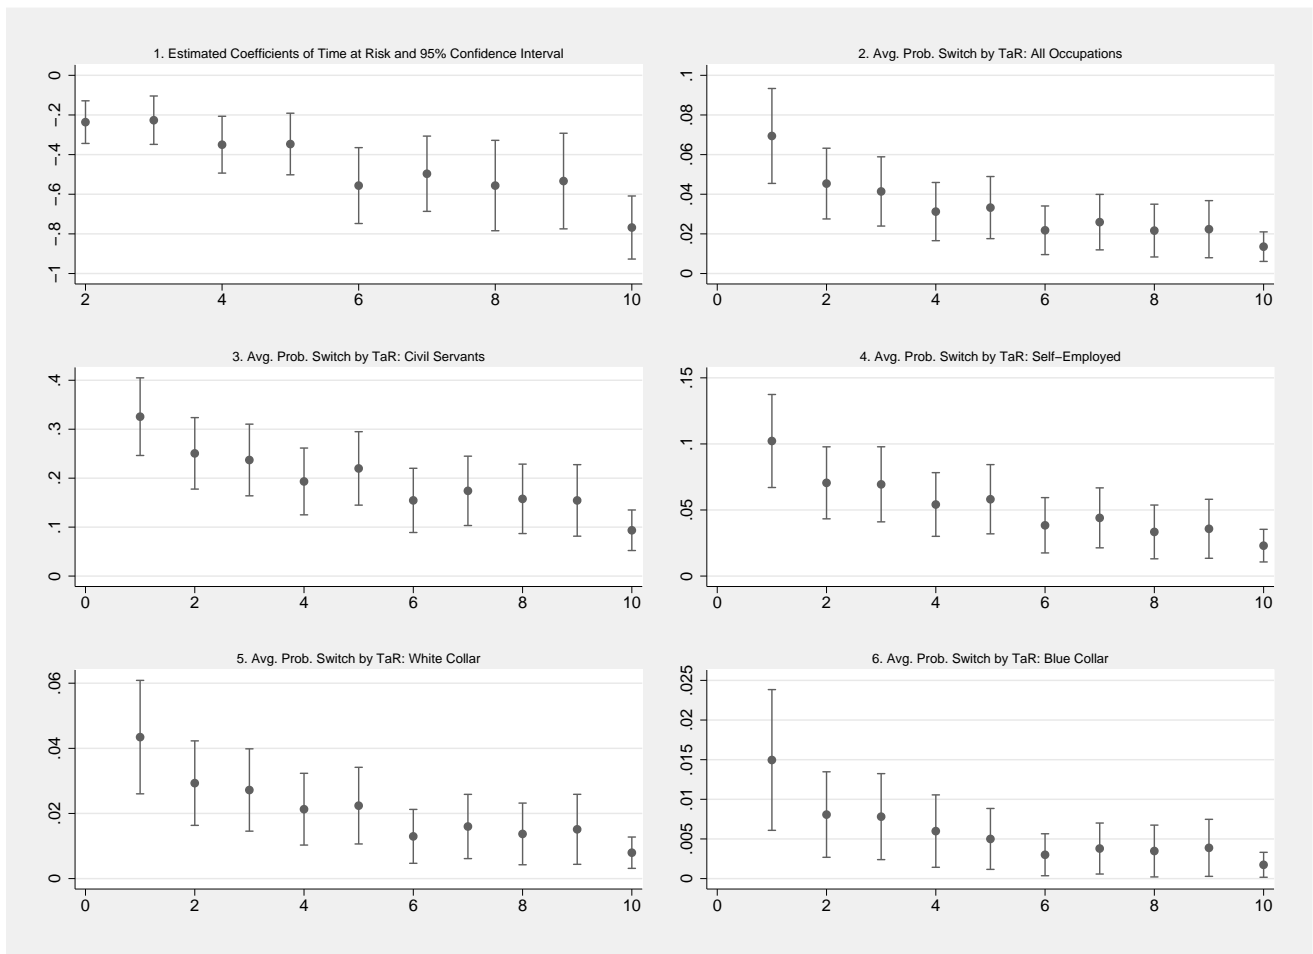 1. Estimated Coefficients of Time at Risk and 95% Confidence Interval
0
−.2
−.4
−.6
−.8
−1
2 4 6 8 10
2. Avg. Prob. Switch by TaR: All Occupations
.1
.08
.06
.04
.02
0
0 2 4 6 8 10
3. Avg. Prob. Switch by TaR: Civil Servants
.4
.3
.2
.1
0
0 2 4 6 8 10
4. Avg. Prob. Switch by TaR: Self−Employed
.15
.1
.05
0
0 2 4 6 8 10
5. Avg. Prob. Switch by TaR: White Collar
.06
.04
.02
0
0 2 4 6 8 10
6. Avg. Prob. Switch by TaR: Blue Collar
.025
.02
.015
.01
.005
0
0 2 4 6 8 10